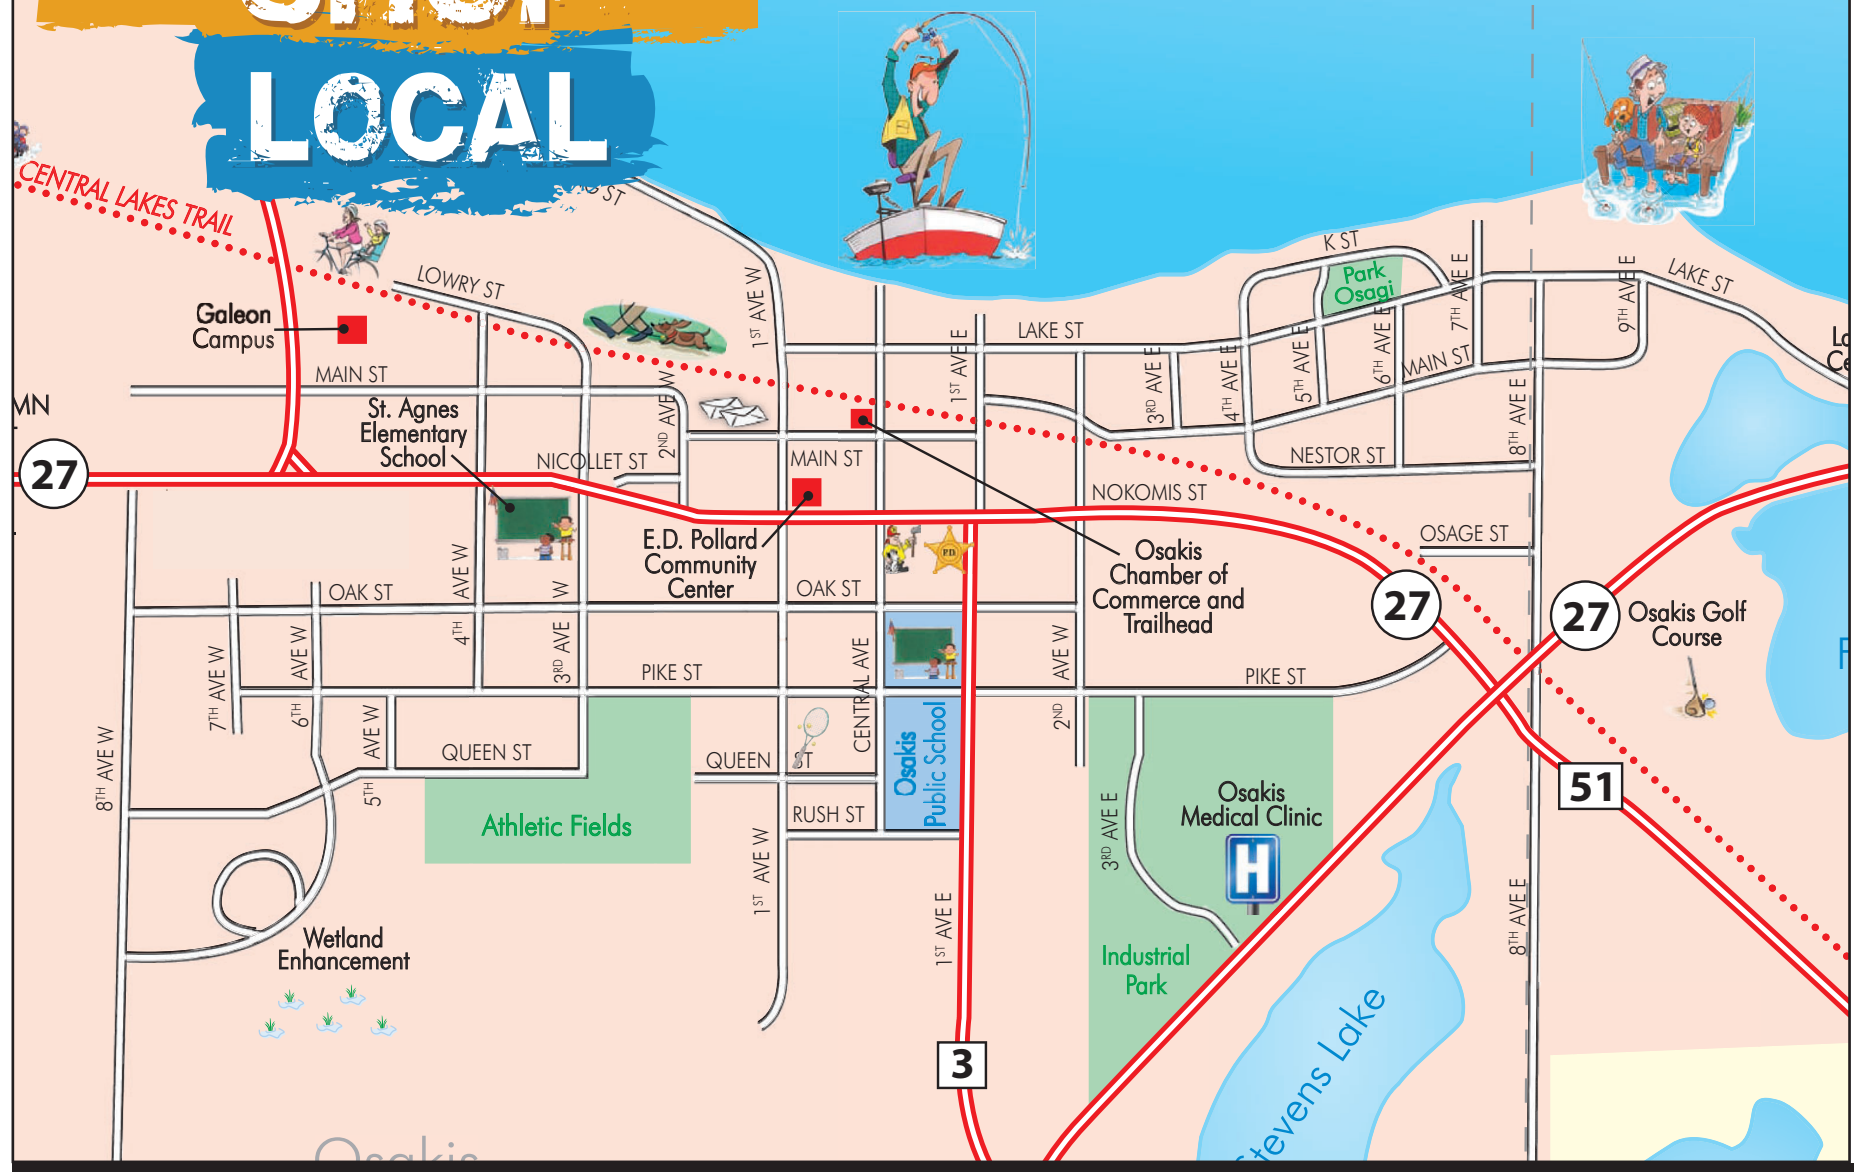 LOCAL
CENTRAL LAKES TRAIL
G ST
LOWRY ST
1ST AVE W
K ST
Park
Osagi
7TH AVE E
9TH AVE E
LAKE ST
Galeon
Campus
LAKE ST
1ST AVE E
3RD AVE E
4TH AVE E
5TH AVE E
6TH AVE E
MAIN ST
MAIN ST
MN
St. Agnes
Elementary
School
2ND AVE W
8TH AVE E
27
NICOLLET ST
MAIN ST
NESTOR ST
NOKOMIS ST
OSAGE ST
E.D. Pollard
Community
Center
P.D
Osakis
Chamber of
Commerce and
Trailhead
OAK ST
4TH AVE W
3RD AVE W
OAK ST
27
27
Osakis Golf
Course
7TH AVE W
6TH AVE W
PIKE ST
CENTRAL AVE
2ND AVE W
PIKE ST
8TH AVE W
5TH AVE W
QUEEN ST
QUEEN ST
Osakis
Public School
51
Athletic Fields
RUSH ST
3RD AVE E
Osakis
Medical Clinic
H
1ST AVE W
1ST AVE E
8TH AVE E
Wetland
Enhancement
Industrial
Park
Stevens Lake
3
Osakis